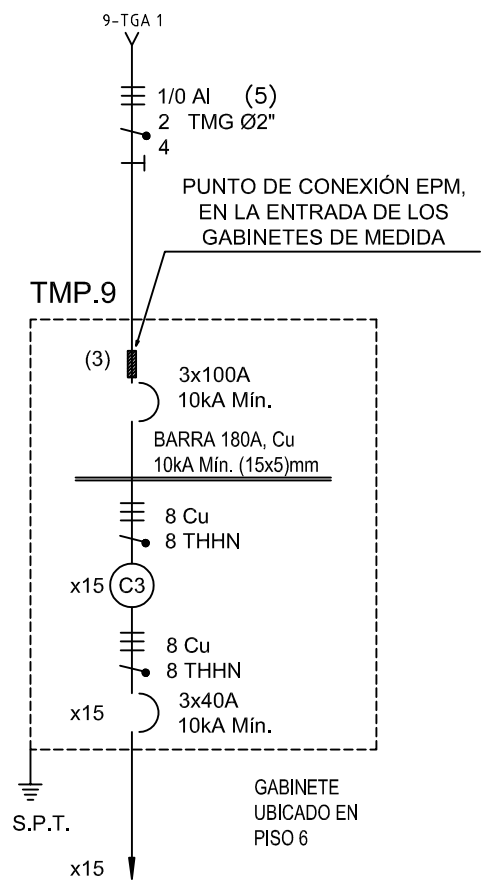 9-TGA 1
1/0 Al (5)
2 TMG Ø2"
4
PUNTO DE CONEXIÓN EPM,
EN LA ENTRADA DE LOS
GABINETES DE MEDIDA
TMP.9
(3)
3x100A
10kA Mín.
BARRA 180A, Cu
10kA Mín. (15x5)mm
8 Cu
8 THHN
x15 C3
8 Cu
8 THHN
x15
3x40A
10kA Mín.
S.P.T.
GABINETE
UBICADO EN
PISO 6
x15